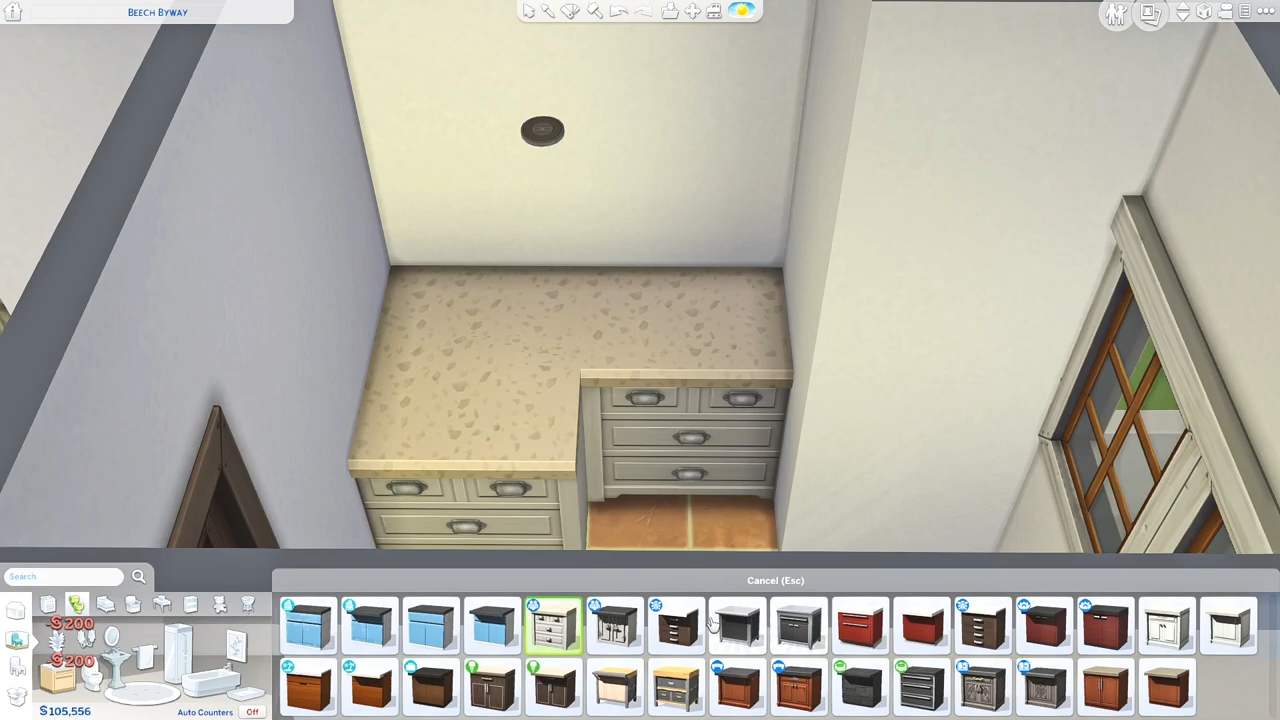 BEECH BYWAY
Cancel (Esc)
Search
-$200
-$200
$105,556
Auto Counters
Off